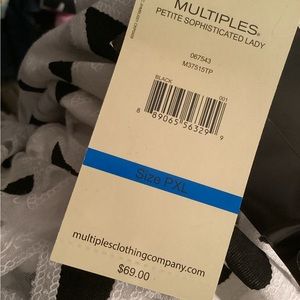 MULTIPLES®
PETITE SOPHISTICATED LADY
067543
M37515TP
BLACK
001
8 89065 56329 9
Size PXL
multiplesclothingcompany.com
$69.00